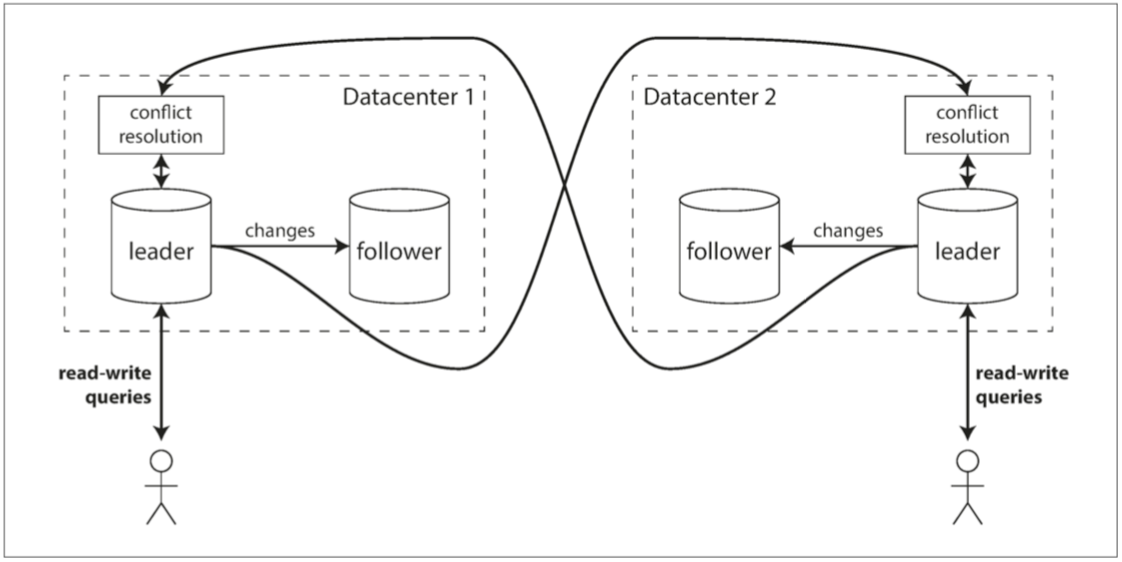 Datacenter 1
conflict
resolution
leader
changes
follower
read-write
queries
Datacenter 2
conflict
resolution
follower
changes
leader
read-write
queries